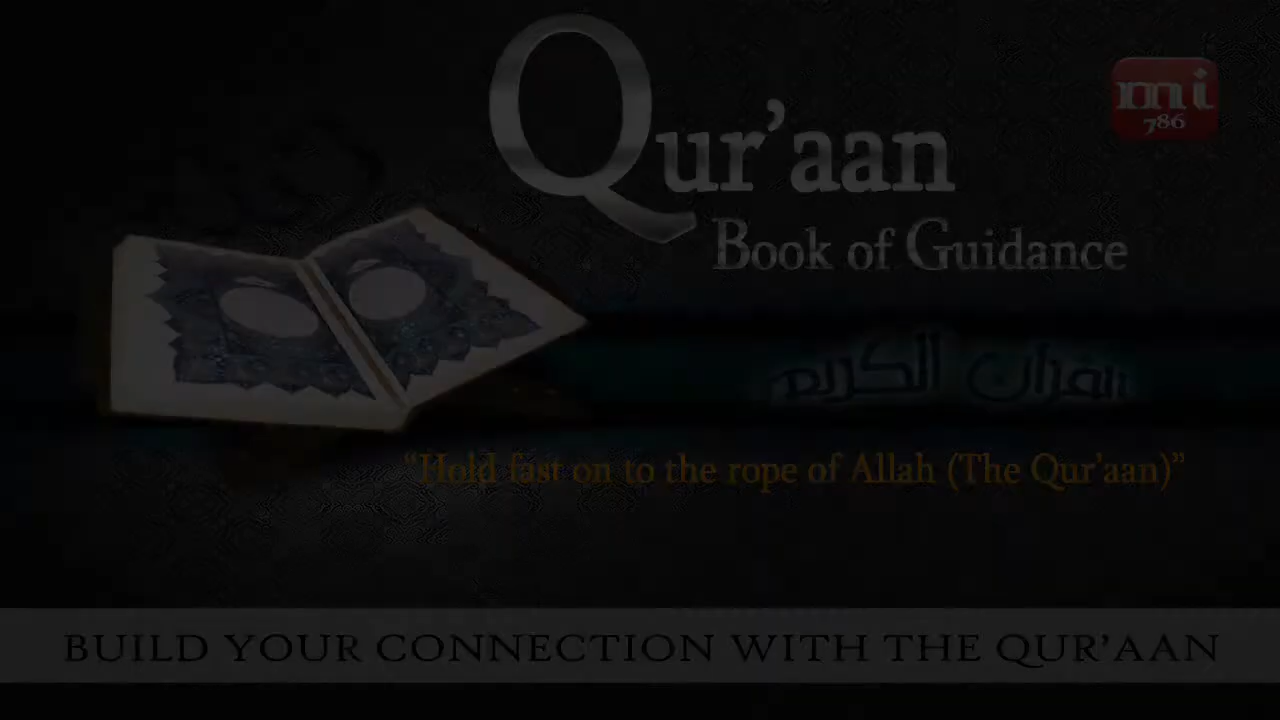 Qur’aan
mi
786
Book of Guidance
القرآن الكريم
“Hold fast on to the rope of Allah (The Qur’aan)”
BUILD YOUR CONNECTION WITH THE QUR’AAN